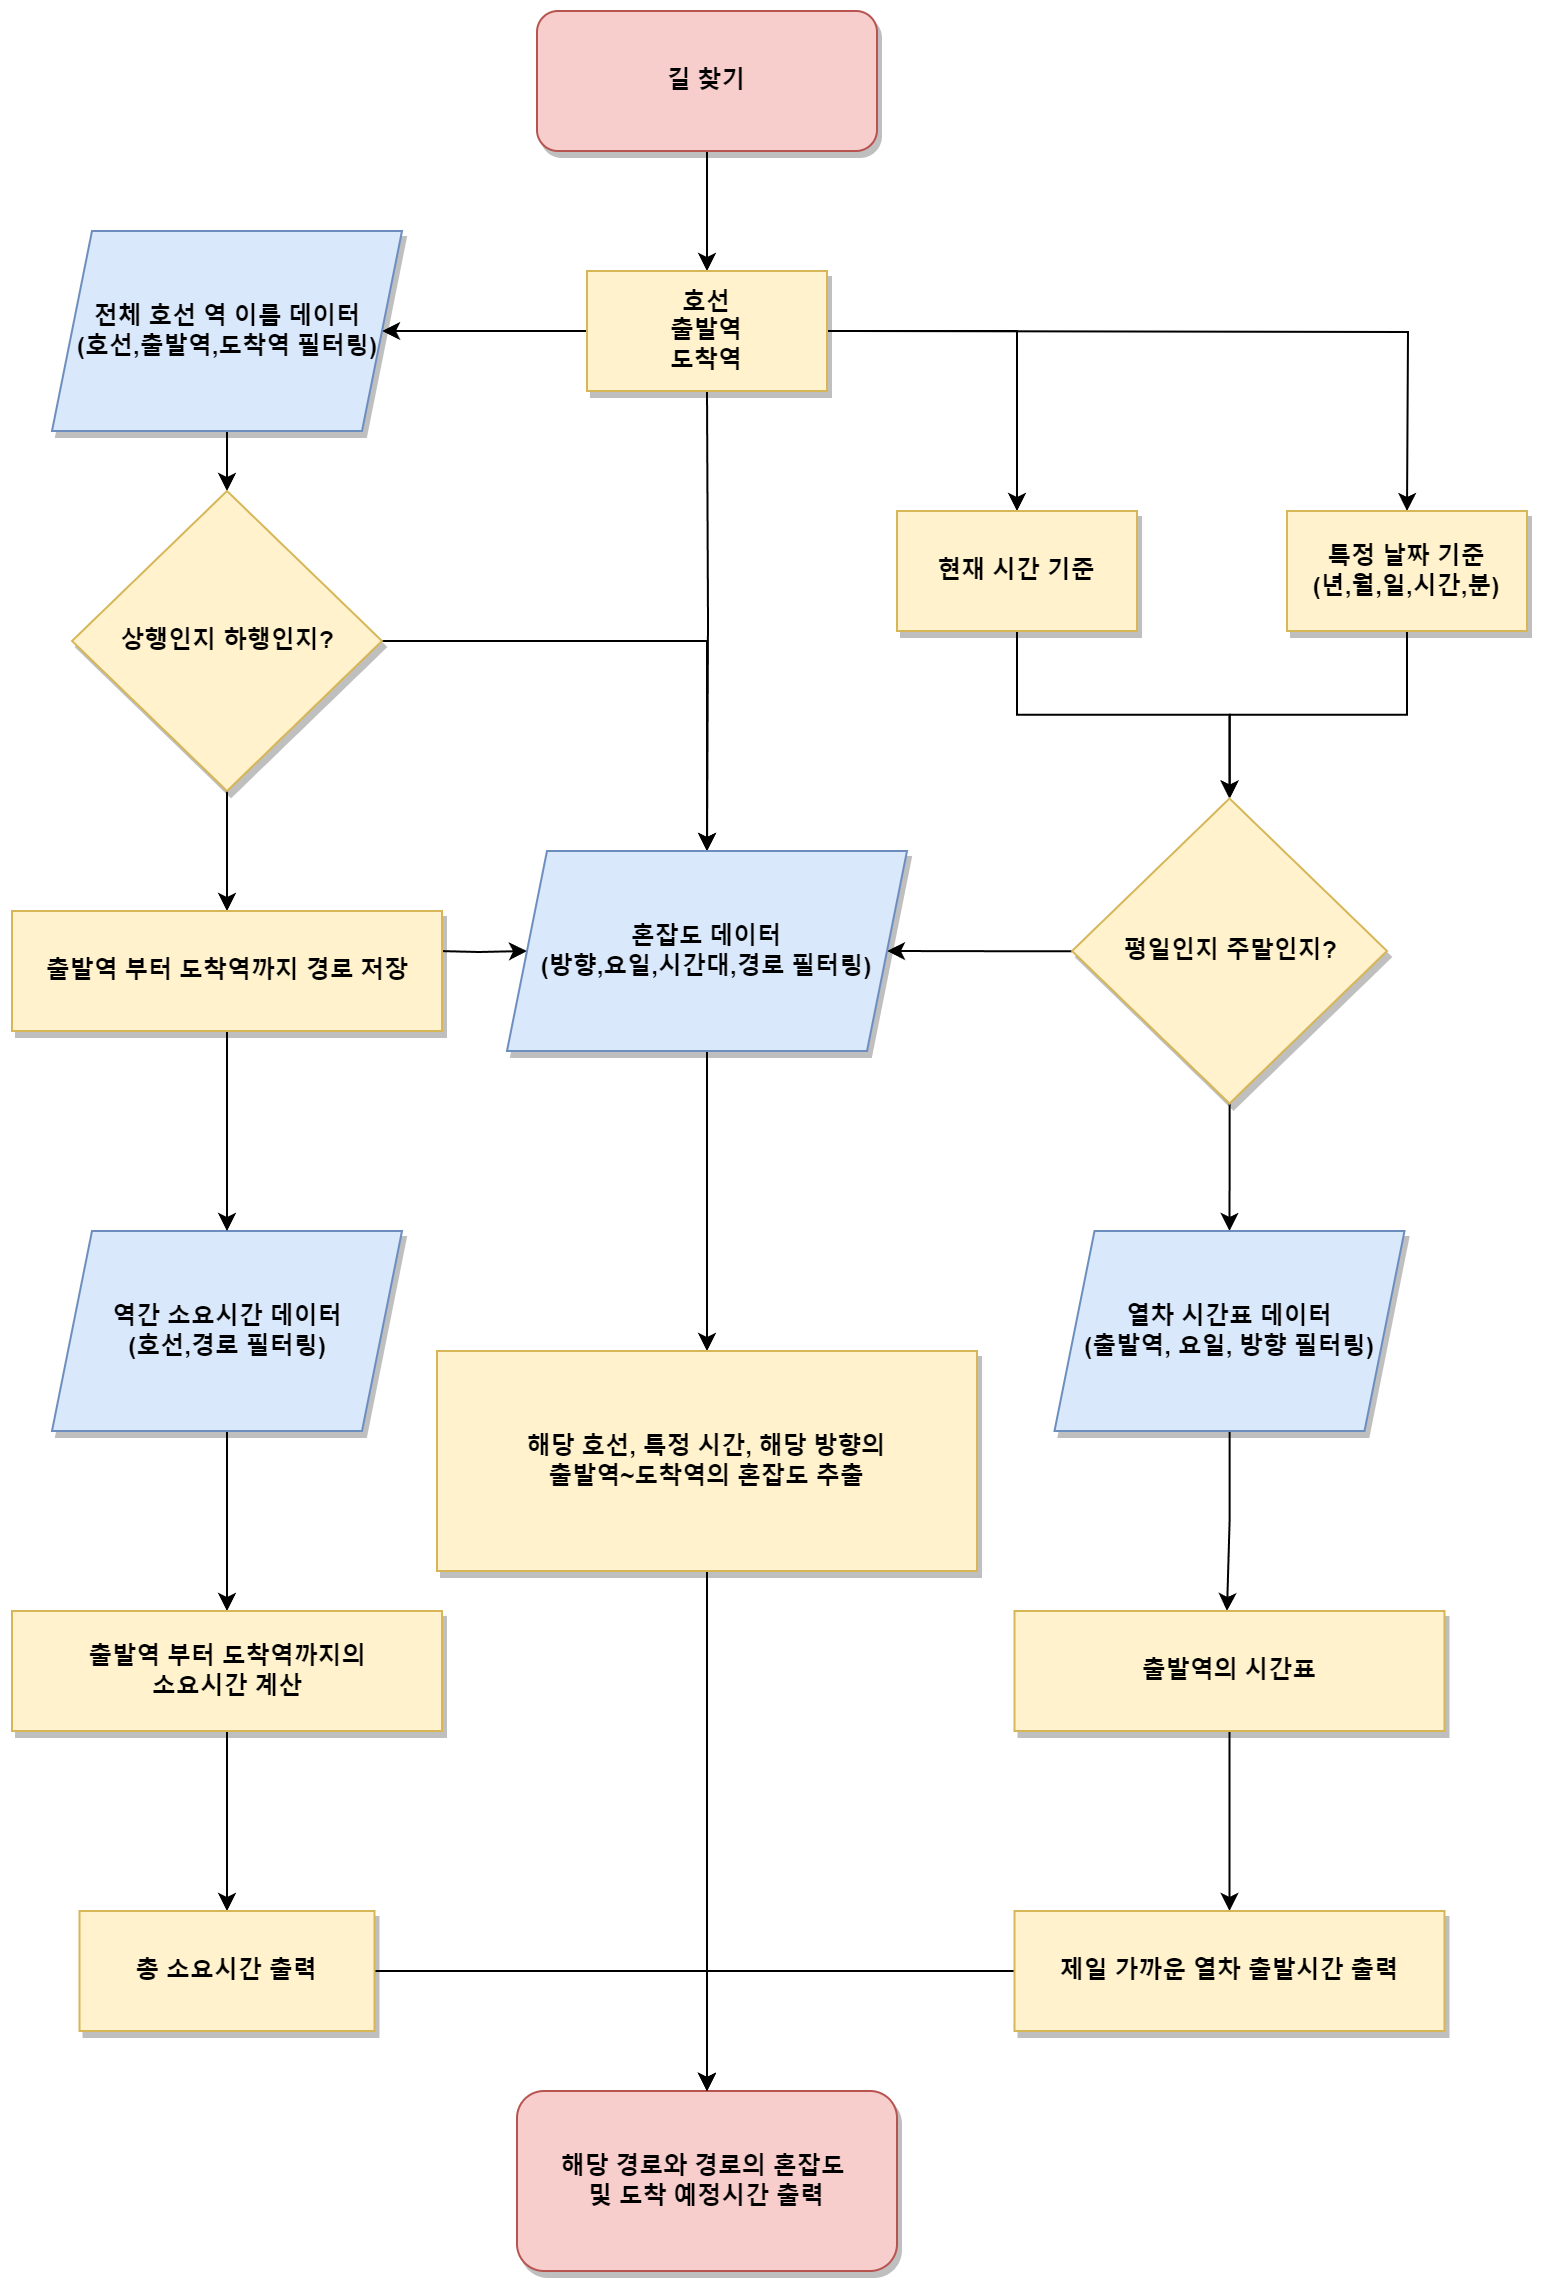 길 찾기
전체 호선 역 이름 데이터
(호선,출발역,도착역 필터링)
호선
출발역
도착역
현재 시간 기준
특정 날짜 기준
(년,월,일,시간,분)
상행인지 하행인지?
출발역 부터 도착역까지 경로 저장
혼잡도 데이터
(방향,요일,시간대,경로 필터링)
평일인지 주말인지?
역간 소요시간 데이터
(호선,경로 필터링)
열차 시간표 데이터
(출발역, 요일, 방향 필터링)
해당 호선, 특정 시간, 해당 방향의
출발역~도착역의 혼잡도 추출
출발역 부터 도착역까지의
소요시간 계산
출발역의 시간표
총 소요시간 출력
제일 가까운 열차 출발시간 출력
해당 경로와 경로의 혼잡도
및 도착 예정시간 출력